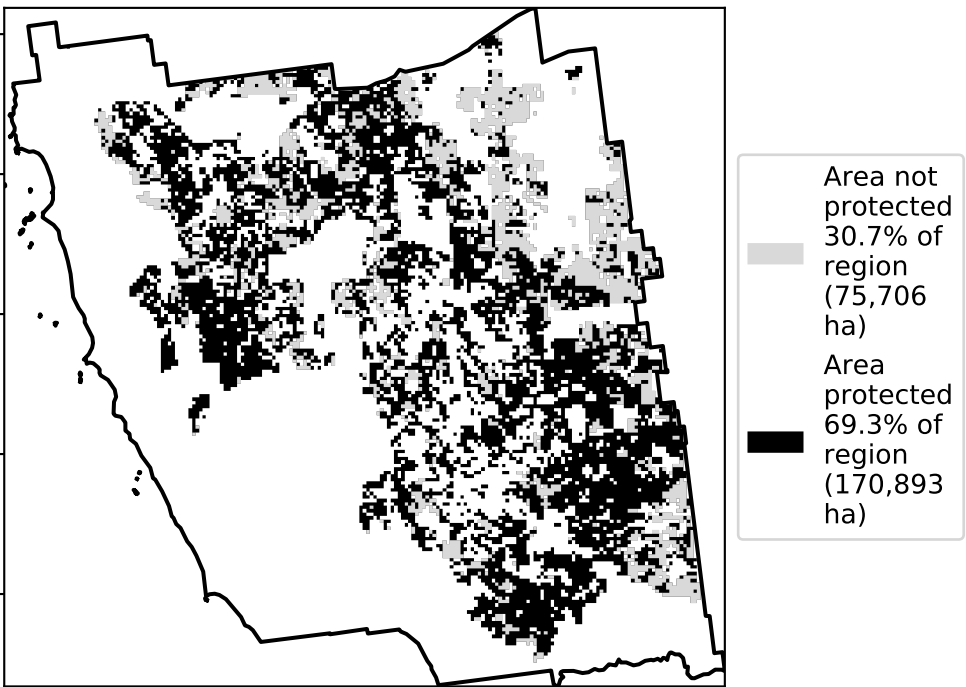 Area not
protected
30.7% of
region
(75,706
ha)
Area
protected
69.3% of
region
(170,893
ha)